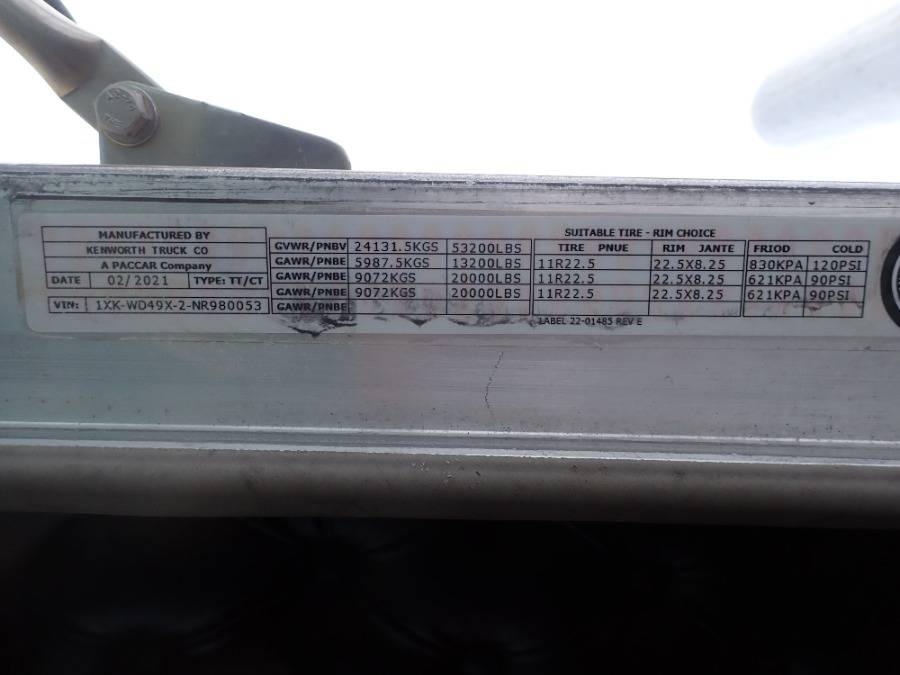 MANUFACTURED BY
KENWORTH TRUCK CO
A PACCAR Company
DATE 02/2021 TYPE: TT/CT
VIN: 1XK-WD49X-2-NR980053
SUITABLE TIRE - RIM CHOICE
GVWR/PNBV 24131.5KGS 53200LBS TIRE PNUE RIM JANTE FRIOD COLD
GAWR/PNBE 5987.5KGS 13200LBS 11R22.5 22.5X8.25 830KPA 120PSI
GAWR/PNBE 9072KGS 20000LBS 11R22.5 22.5X8.25 621KPA 90PSI
GAWR/PNBE 9072KGS 20000LBS 11R22.5 22.5X8.25 621KPA 90PSI
GAWR/PNBE
LABEL 22-01485 REV E